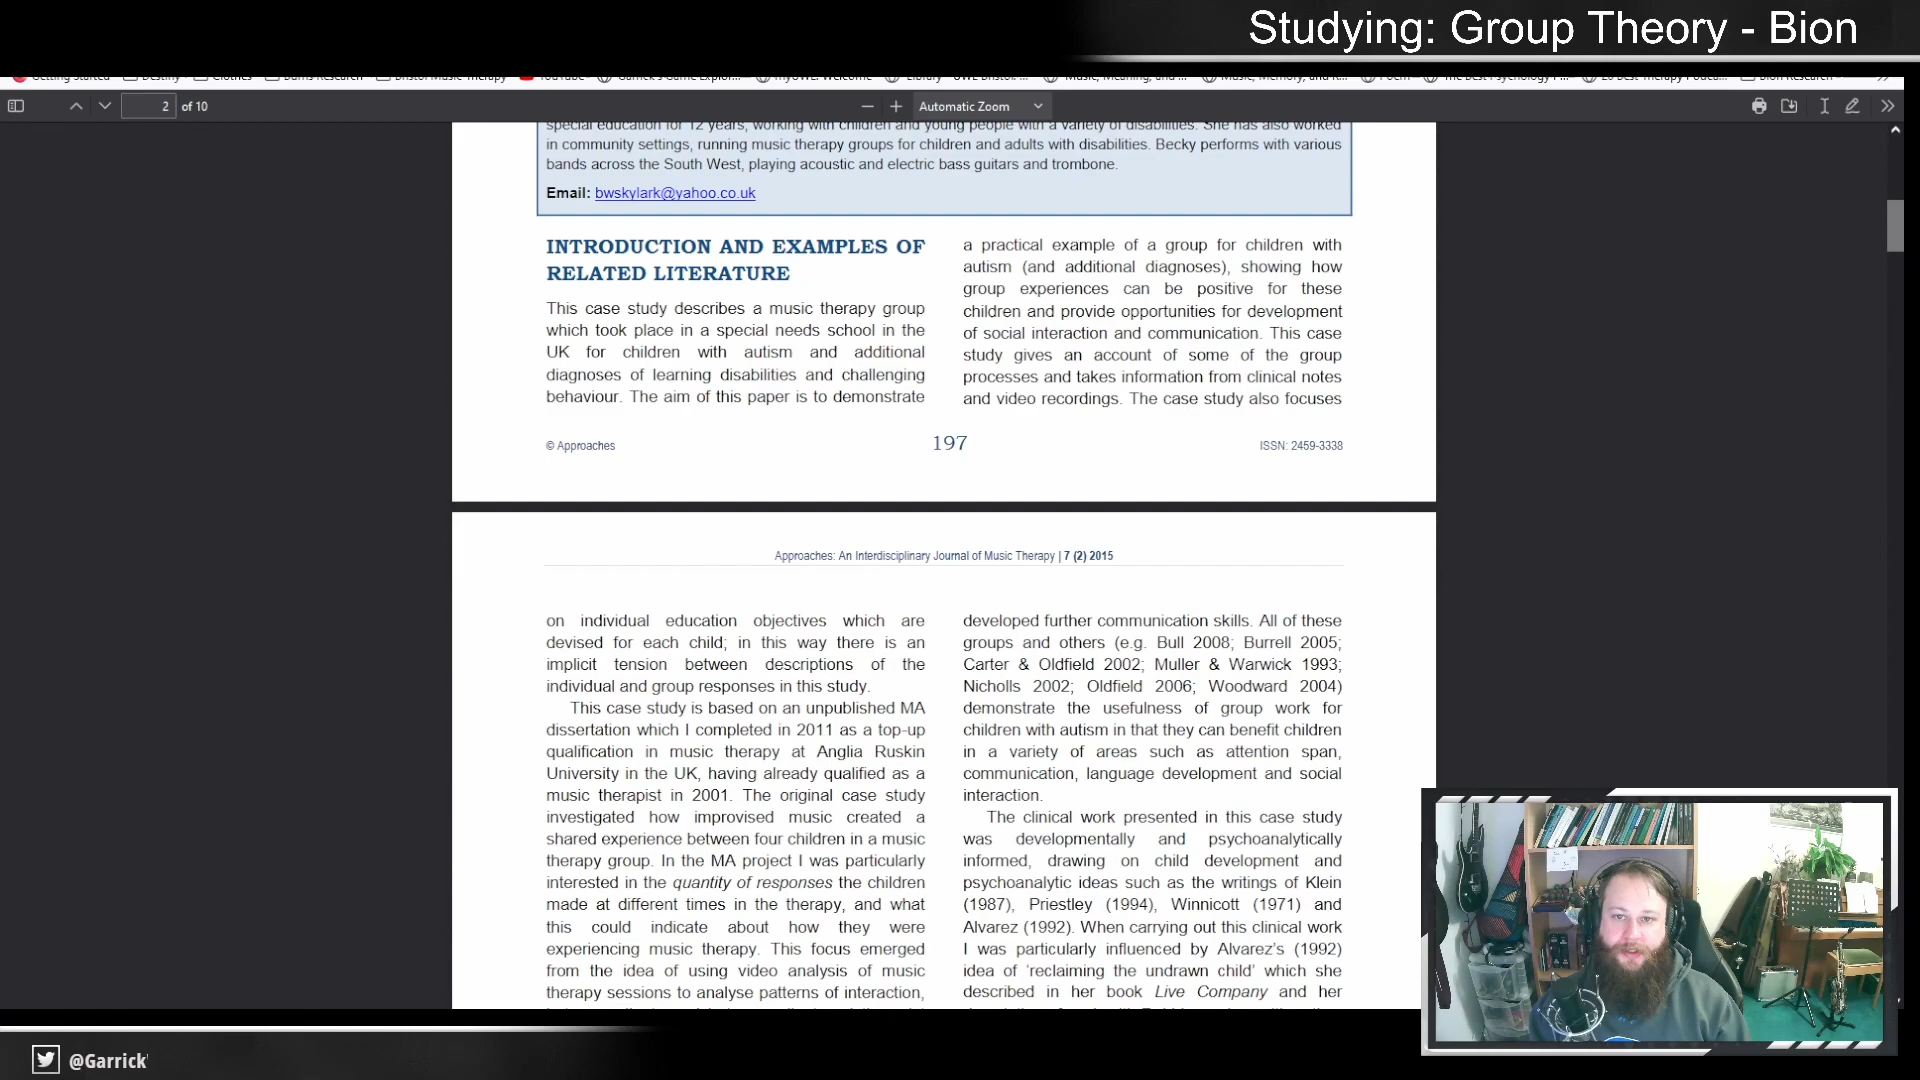 Studying: Group Theory - Bion
2 of 10
Automatic Zoom
special education for 12 years, working with children and young people with a variety of disabilities. She has also worked
in community settings, running music therapy groups for children and adults with disabilities. Becky performs with various
bands across the South West, playing acoustic and electric bass guitars and trombone.
Email: bwskylark@yahoo.co.uk
INTRODUCTION AND EXAMPLES OF
RELATED LITERATURE
This case study describes a music therapy group
which took place in a special needs school in the
UK for children with autism and additional
diagnoses of learning disabilities and challenging
behaviour. The aim of this paper is to demonstrate
a practical example of a group for children with
autism (and additional diagnoses), showing how
group experiences can be positive for these
children and provide opportunities for development
of social interaction and communication. This case
study gives an account of some of the group
processes and takes information from clinical notes
and video recordings. The case study also focuses
© Approaches
197
ISSN: 2459-3338
Approaches: An Interdisciplinary Journal of Music Therapy | 7 (2) 2015
on individual education objectives which are
devised for each child; in this way there is an
implicit tension between descriptions of the
individual and group responses in this study.
This case study is based on an unpublished MA
dissertation which I completed in 2011 as a top-up
qualification in music therapy at Anglia Ruskin
University in the UK, having already qualified as a
music therapist in 2001. The original case study
investigated how improvised music created a
shared experience between four children in a music
therapy group. In the MA project I was particularly
interested in the quantity of responses the children
made at different times in the therapy, and what
this could indicate about how they were
experiencing music therapy. This focus emerged
from the idea of using video analysis of music
therapy sessions to analyse patterns of interaction,
developed further communication skills. All of these
groups and others (e.g. Bull 2008; Burrell 2005;
Carter & Oldfield 2002; Muller & Warwick 1993;
Nicholls 2002; Oldfield 2006; Woodward 2004)
demonstrate the usefulness of group work for
children with autism in that they can benefit children
in a variety of areas such as attention span,
communication, language development and social
interaction.
The clinical work presented in this case study
was developmentally and psychoanalytically
informed, drawing on child development and
psychoanalytic ideas such as the writings of Klein
(1987), Priestley (1994), Winnicott (1971) and
Alvarez (1992). When carrying out this clinical work
I was particularly influenced by Alvarez's (1992)
idea of 'reclaiming the undrawn child' which she
described in her book Live Company and her
@Garrick